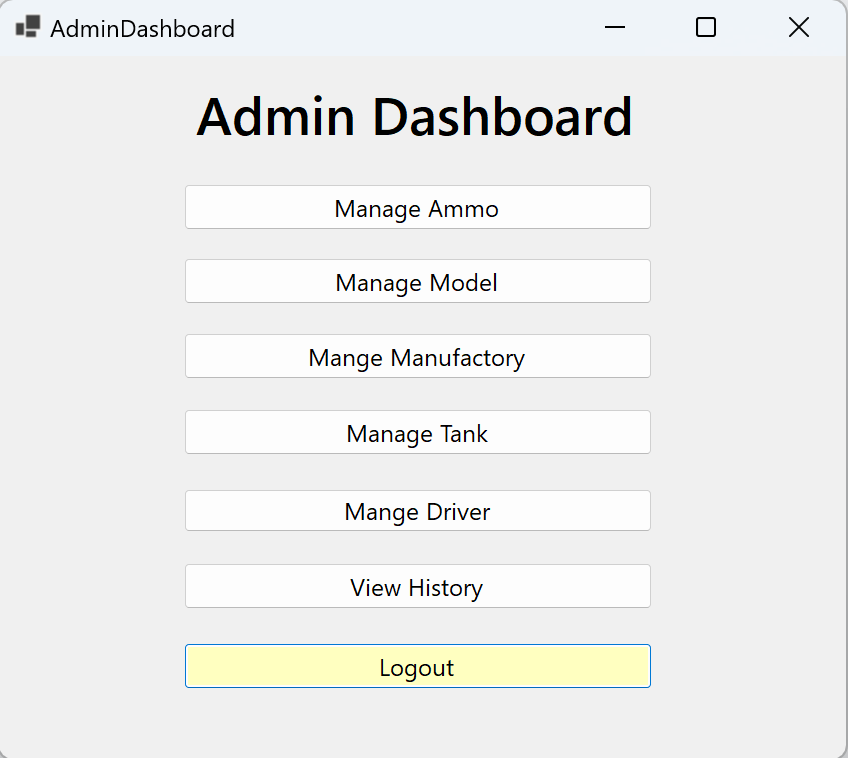 AdminDashboard
Admin Dashboard
Manage Ammo
Manage Model
Mange Manufactory
Manage Tank
Mange Driver
View History
Logout